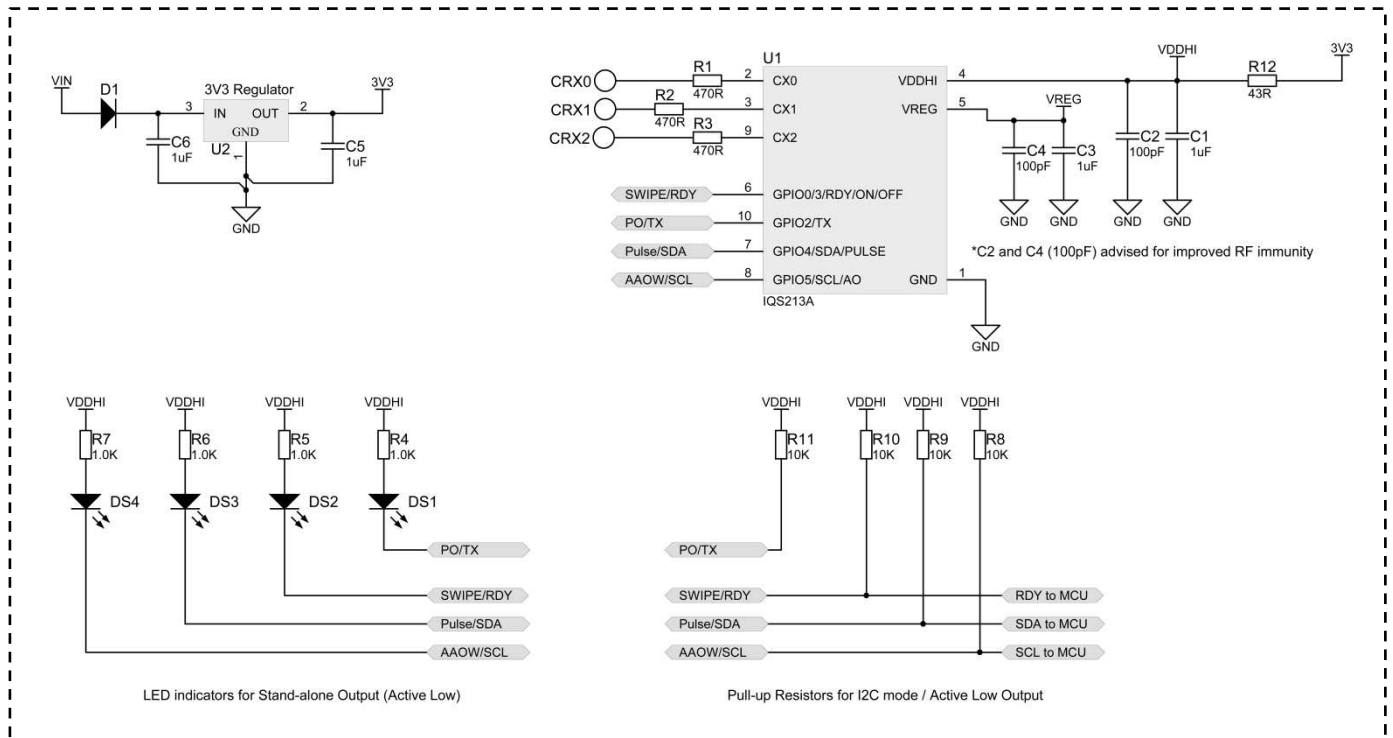 VIN
D1
3V3 Regulator
3 IN OUT 2
GND
U2
1
3V3
C6
1uF
C5
1uF
GND
U1
CRX0 R1 2 CX0
470R
CRX1 R2 3 CX1
470R
CRX2 R3 9 CX2
470R
SWIPE/RDY 6 GPIO0/3/RDY/ON/OFF
PO/TX 10 GPIO2/TX
Pulse/SDA 7 GPIO4/SDA/PULSE
AAOW/SCL 8 GPIO5/SCL/AO
IQS213A
VDDHI 4
VREG 5
GND 1
GND
VREG
C4
100pF
C3
1uF
GND GND
VDDHI
R12
43R
3V3
C2
100pF
C1
1uF
GND GND
*C2 and C4 (100pF) advised for improved RF immunity
VDDHI VDDHI VDDHI VDDHI
R7 R6 R5 R4
1.0K 1.0K 1.0K 1.0K
DS4 DS3 DS2 DS1
PO/TX
SWIPE/RDY
Pulse/SDA
AAOW/SCL
LED indicators for Stand-alone Output (Active Low)
VDDHI VDDHI VDDHI VDDHI
R11 R10 R9 R8
10K 10K 10K 10K
PO/TX
SWIPE/RDY RDY to MCU
Pulse/SDA SDA to MCU
AAOW/SCL SCL to MCU
Pull-up Resistors for I2C mode / Active Low Output